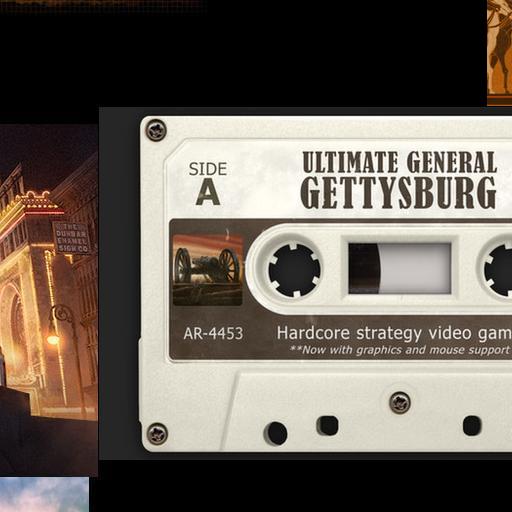 THE
DUNBAR
ENAMEL
SIGN CO.
SIDE
A
ULTIMATE GENERAL
GETTYSBURG
AR-4453
Hardcore strategy video gam
**Now with graphics and mouse support